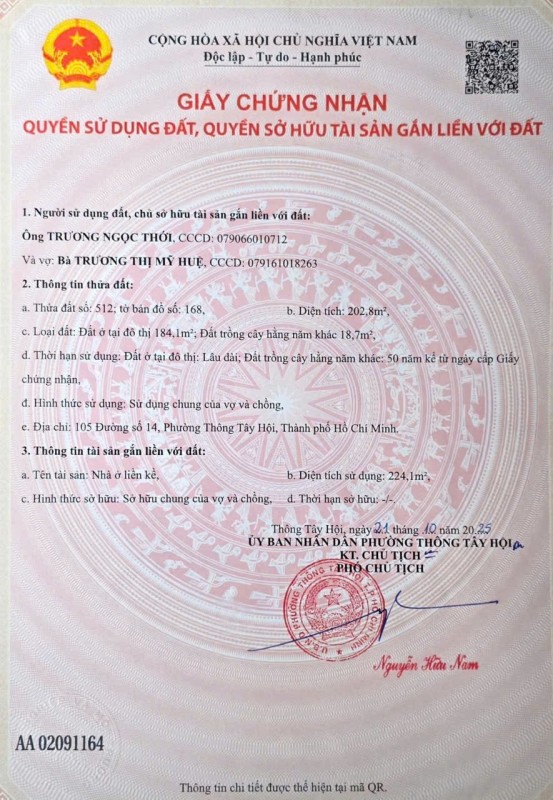 CỘNG HÒA XÃ HỘI CHỦ NGHĨA VIỆT NAM
Độc lập - Tự do - Hạnh phúc
GIẤY CHỨNG NHẬN
QUYỀN SỬ DỤNG ĐẤT, QUYỀN SỞ HỮU TÀI SẢN GẮN LIỀN VỚI ĐẤT
1. Người sử dụng đất, chủ sở hữu tài sản gắn liền với đất:
Ông TRƯƠNG NGỌC THỚI, CCCD: 079066010712
Và vợ: Bà TRƯƠNG THỊ MỸ HUỆ, CCCD: 079161018263
2. Thông tin thửa đất:
a. Thửa đất số: 512; tờ bản đồ số: 168, b. Diện tích: 202,8m²,
c. Loại đất: Đất ở tại đô thị 184,1m²; Đất trồng cây hằng năm khác 18,7m²,
d. Thời hạn sử dụng: Đất ở tại đô thị: Lâu dài; Đất trồng cây hằng năm khác: 50 năm kể từ ngày cấp Giấy
chứng nhận,
đ. Hình thức sử dụng: Sử dụng chung của vợ và chồng,
e. Địa chỉ: 105 Đường số 14, Phường Thông Tây Hội, Thành phố Hồ Chí Minh.
3. Thông tin tài sản gắn liền với đất:
a. Tên tài sản: Nhà ở liền kề, b. Diện tích sử dụng: 224,1m²,
c. Hình thức sở hữu: Sở hữu chung của vợ và chồng, d. Thời hạn sở hữu: -/-.
Thông Tây Hội, ngày 21 tháng 10 năm 2025
ỦY BAN NHÂN DÂN PHƯỜNG THÔNG TÂY HỘI
KT. CHỦ TỊCH
PHÓ CHỦ TỊCH
U.B.N.D PHƯỜNG THÔNG TÂY HỘI T.P HỒ CHÍ MINH
Nguyễn Hữu Nam
AA 02091164
Thông tin chi tiết được thể hiện tại mã QR.